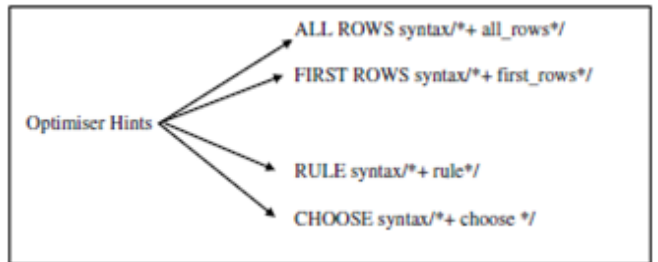 ALL ROWS syntax/*+ all_rows*/
FIRST ROWS syntax/*+ first_rows*/
Optimiser Hints
RULE syntax/*+ rule*/
CHOOSE syntax/*+ choose */